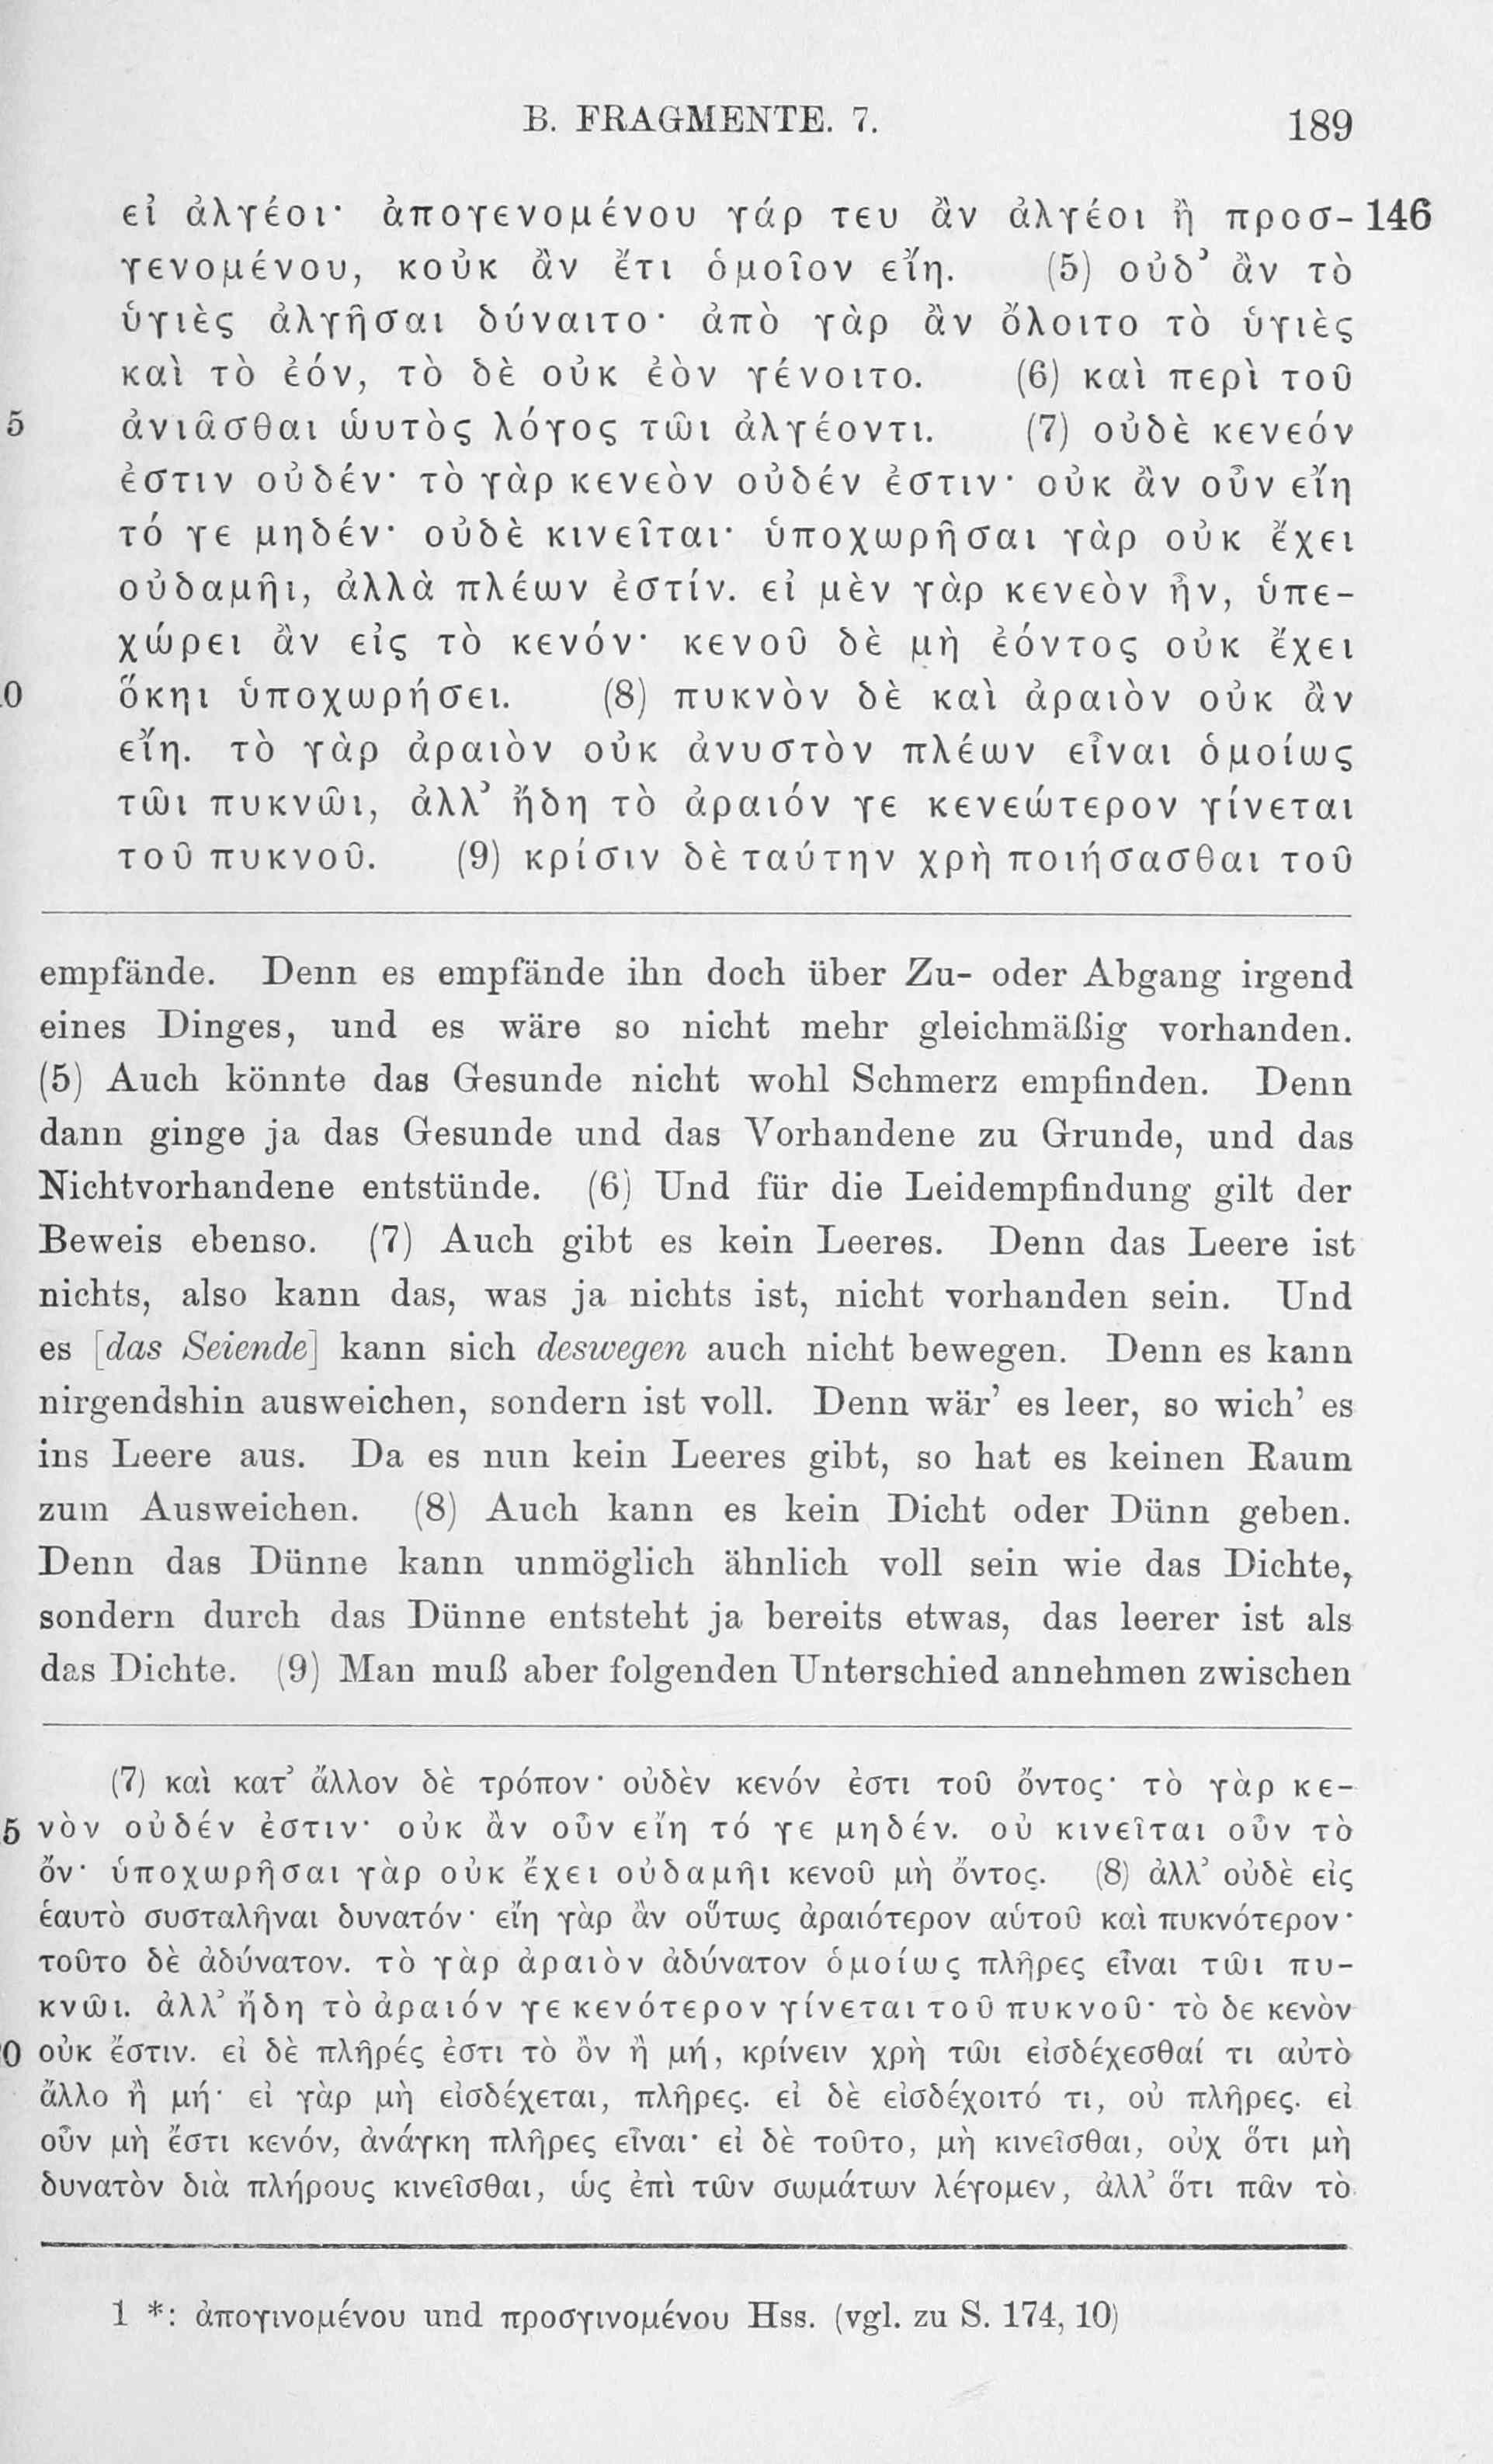 B. FRAGMENTE. 7. 189
εἰ ἀλγέοι· ἀπογενομένου γάρ τευ ἂν ἀλγέοι ἢ προσ- 146
γενομένου, κοὐκ ἂν ἔτι ὁμοῖον εἴη. (5) οὐδ’ ἂν τὸ
ὑγιὲς ἀλγῆσαι δύναιτο· ἀπὸ γὰρ ἂν ὄλοιτο τὸ ὑγιὲς
καὶ τὸ ἐόν, τὸ δὲ οὐκ ἐὸν γένοιτο. (6) καὶ περὶ τοῦ
5 ἀνιᾶσθαι ὡυτὸς λόγος τῶι ἀλγέοντι. (7) οὐδὲ κενεόν
ἐστιν οὐδέν· τὸ γὰρ κενεὸν οὐδέν ἐστιν· οὐκ ἂν οὖν εἴη
τό γε μηδέν· οὐδὲ κινεῖται· ὑποχωρῆσαι γὰρ οὐκ ἔχει
οὐδαμῆι, ἀλλὰ πλέων ἐστίν. εἰ μὲν γὰρ κενεὸν ἦν, ὑπε-
χώρει ἂν εἰς τὸ κενόν· κενοῦ δὲ μὴ ἐόντος οὐκ ἔχει
0 ὅκηι ὑποχωρήσει. (8) πυκνὸν δὲ καὶ ἀραιὸν οὐκ ἂν
εἴη. τὸ γὰρ ἀραιὸν οὐκ ἀνυστὸν πλέων εἶναι ὁμοίως
τῶι πυκνῶι, ἀλλ’ ἤδη τὸ ἀραιόν γε κενεώτερον γίνεται
τοῦ πυκνοῦ. (9) κρίσιν δὲ ταύτην χρὴ ποιήσασθαι τοῦ
empfände. Denn es empfände ihn doch über Zu- oder Abgang irgend
eines Dinges, und es wäre so nicht mehr gleichmäßig vorhanden.
(5) Auch könnte das Gesunde nicht wohl Schmerz empfinden. Denn
dann ginge ja das Gesunde und das Vorhandene zu Grunde, und das
Nichtvorhandene entstünde. (6) Und für die Leidempfindung gilt der
Beweis ebenso. (7) Auch gibt es kein Leeres. Denn das Leere ist
nichts, also kann das, was ja nichts ist, nicht vorhanden sein. Und
es [das Seiende] kann sich deswegen auch nicht bewegen. Denn es kann
nirgendshin ausweichen, sondern ist voll. Denn wär’ es leer, so wich’ es
ins Leere aus. Da es nun kein Leeres gibt, so hat es keinen Raum
zum Ausweichen. (8) Auch kann es kein Dicht oder Dünn geben.
Denn das Dünne kann unmöglich ähnlich voll sein wie das Dichte,
sondern durch das Dünne entsteht ja bereits etwas, das leerer ist als
das Dichte. (9) Man muß aber folgenden Unterschied annehmen zwischen
(7) καὶ κατ’ ἄλλον δὲ τρόπον· οὐδὲν κενόν ἐστι τοῦ ὄντος· τὸ γὰρ κε-
5 νὸν οὐδέν ἐστιν· οὐκ ἂν οὖν εἴη τό γε μηδέν. οὐ κινεῖται οὖν τὸ
ὄν· ὑποχωρῆσαι γὰρ οὐκ ἔχει οὐδαμῆι κενοῦ μὴ ὄντος. (8) ἀλλ’ οὐδὲ εἰς
ἑαυτὸ συσταλῆναι δυνατόν· εἴη γὰρ ἂν οὕτως ἀραιότερον αὑτοῦ καὶ πυκνότερον·
τοῦτο δὲ ἀδύνατον. τὸ γὰρ ἀραιὸν ἀδύνατον ὁμοίως πλῆρες εἶναι τῶι πυ-
κνῶι. ἀλλ’ ἤδη τὸ ἀραιόν γε κενότερον γίνεται τοῦ πυκνοῦ· τὸ δε κενὸν
0 οὐκ ἔστιν. εἰ δὲ πλῆρές ἐστι τὸ ὂν ἢ μή, κρίνειν χρὴ τῶι εἰσδέχεσθαί τι αὐτὸ
ἄλλο ἢ μή· εἰ γὰρ μὴ εἰσδέχεται, πλῆρες. εἰ δὲ εἰσδέχοιτό τι, οὐ πλῆρες. εἰ
οὖν μὴ ἔστι κενόν, ἀνάγκη πλῆρες εἶναι· εἰ δὲ τοῦτο, μὴ κινεῖσθαι, οὐχ ὅτι μὴ
δυνατὸν διὰ πλήρους κινεῖσθαι, ὡς ἐπὶ τῶν σωμάτων λέγομεν, ἀλλ’ ὅτι πᾶν τὸ
1 *: ἀπογινομένου und προσγινομένου Hss. (vgl. zu S. 174, 10)